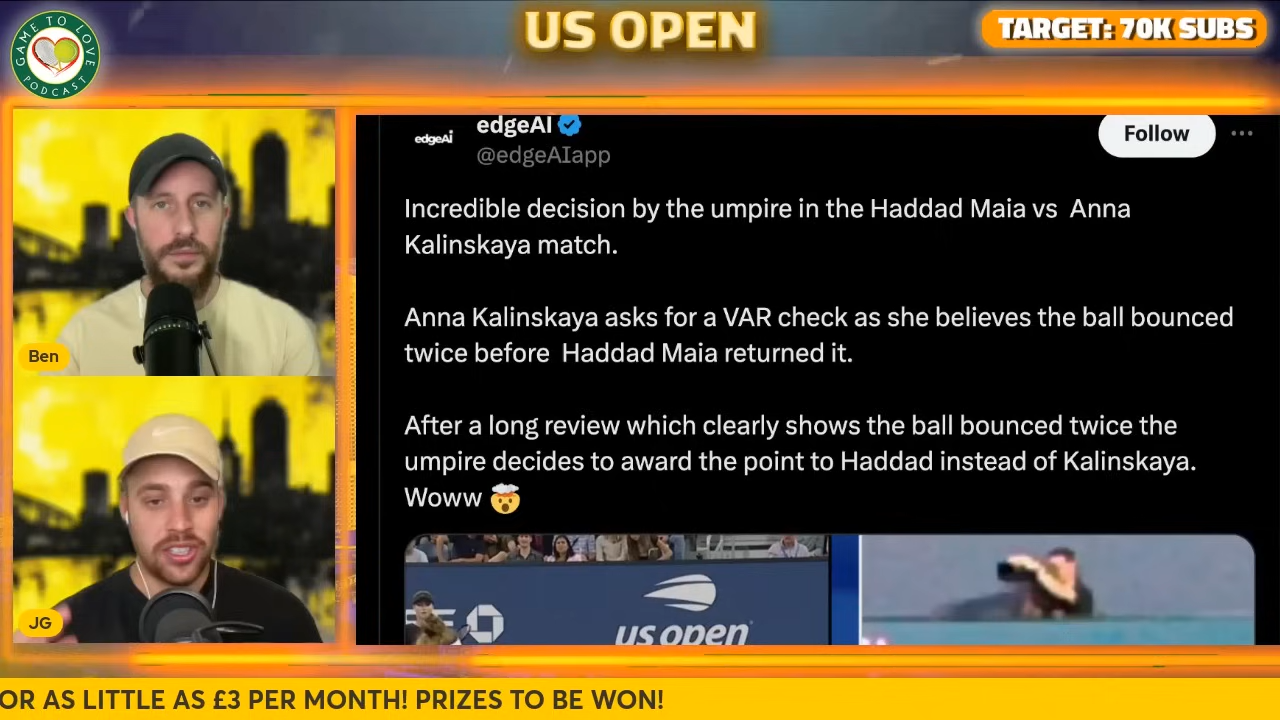 GAME TO LOVE
PODCAST
US OPEN
TARGET: 70K SUBS
edgeAi
edgeAI
@edgeAIapp
Follow
Incredible decision by the umpire in the Haddad Maia vs  Anna
Kalinskaya match.
Anna Kalinskaya asks for a VAR check as she believes the ball bounced
twice before  Haddad Maia returned it.
After a long review which clearly shows the ball bounced twice the
umpire decides to award the point to Haddad instead of Kalinskaya.
Woww 🤯
us open
Ben
JG
OR AS LITTLE AS £3 PER MONTH! PRIZES TO BE WON!